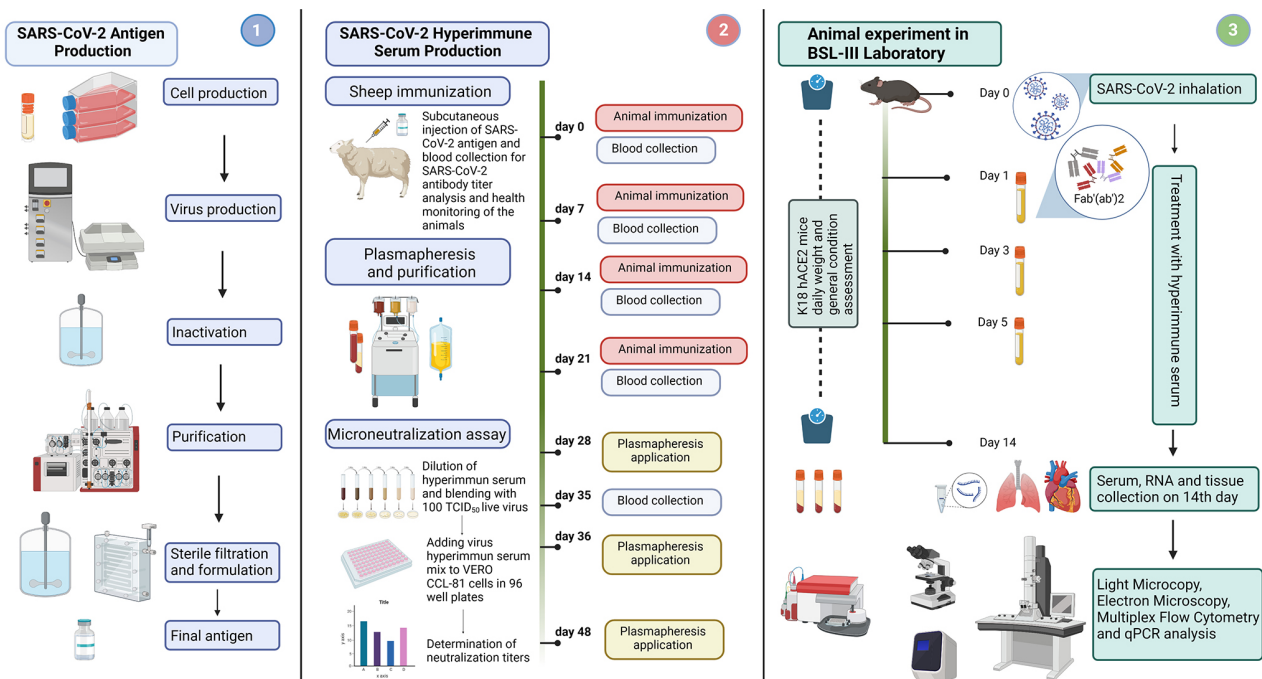 SARS-CoV-2 Antigen
Production
1
Cell production
Virus production
Inactivation
Purification
Sterile filtration
and formulation
Final antigen
SARS-CoV-2 Hyperimmune
Serum Production
2
Sheep immunization
Subcutaneous
injection of SARS-
CoV-2 antigen and
blood collection for
SARS-CoV-2
antibody titer
analysis and health
monitoring of the
animals
Plasmapheresis
and purification
Microneutralization assay
Dilution of
hyperimmun serum
and blending with
100 TCID₅₀ live virus
Adding virus
hyperimmun serum
mix to VERO
CCL-81 cells in 96
well plates
Title
Y axis
A B C D
x axis
Determination of
neutralization titers
day 0
Animal immunization
Blood collection
day 7
Animal immunization
Blood collection
day 14
Animal immunization
Blood collection
day 21
Animal immunization
Blood collection
day 28
Plasmapheresis
application
day 35
Blood collection
day 36
Plasmapheresis
application
day 48
Plasmapheresis
application
Animal experiment in
BSL-III Laboratory
3
K18 hACE2 mice
daily weight and
general condition
assessment
Day 0
SARS-CoV-2 inhalation
Day 1
Fab'(ab')2
Day 3
Day 5
Treatment with hyperimmune serum
Day 14
Serum, RNA and tissue
collection on 14th day
Light Microcopy,
Electron Microscopy,
Multiplex Flow Cytometry
and qPCR analysis